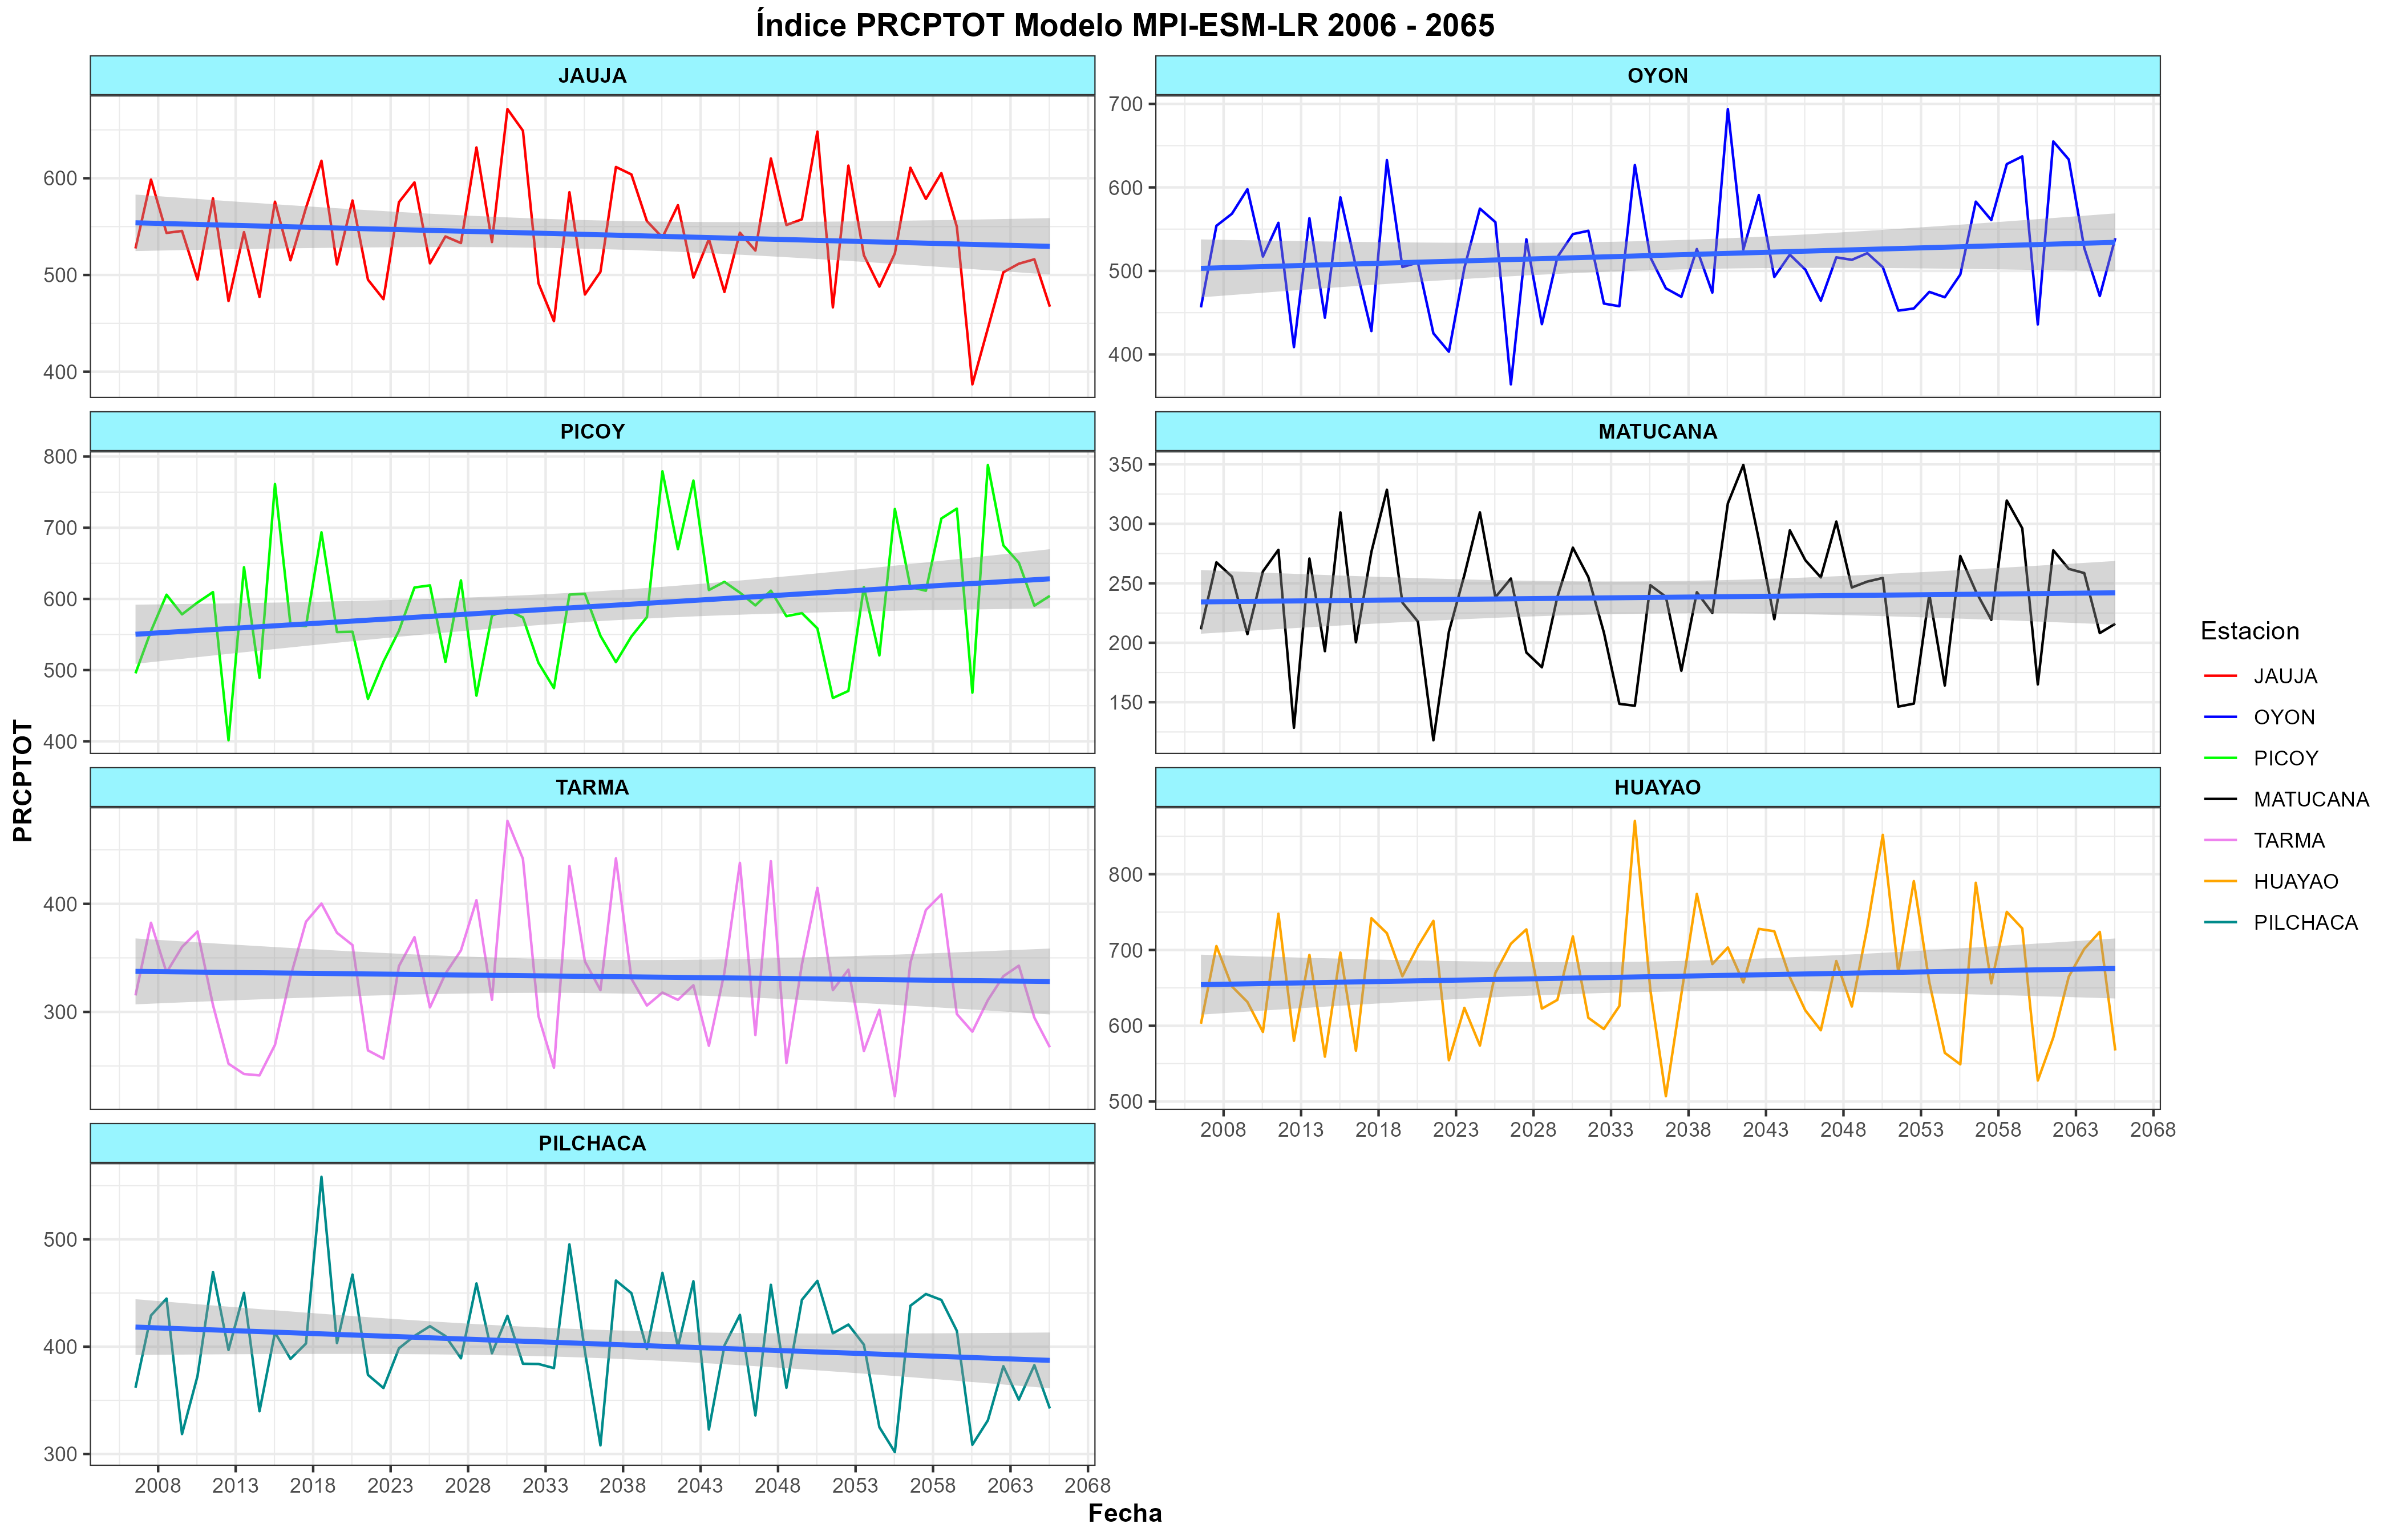 Índice PRCPTOT Modelo MPI-ESM-LR 2006 - 2065
JAUJA
600
500
400
OYON
700
600
500
400
PICOY
800
700
600
500
400
MATUCANA
350
300
250
200
150
TARMA
400
300
HUAYAO
800
700
600
500
2008 2013 2018 2023 2028 2033 2038 2043 2048 2053 2058 2063 2068
PILCHACA
500
400
300
2008 2013 2018 2023 2028 2033 2038 2043 2048 2053 2058 2063 2068
PRCPTOT
Fecha
Estacion
JAUJA
OYON
PICOY
MATUCANA
TARMA
HUAYAO
PILCHACA